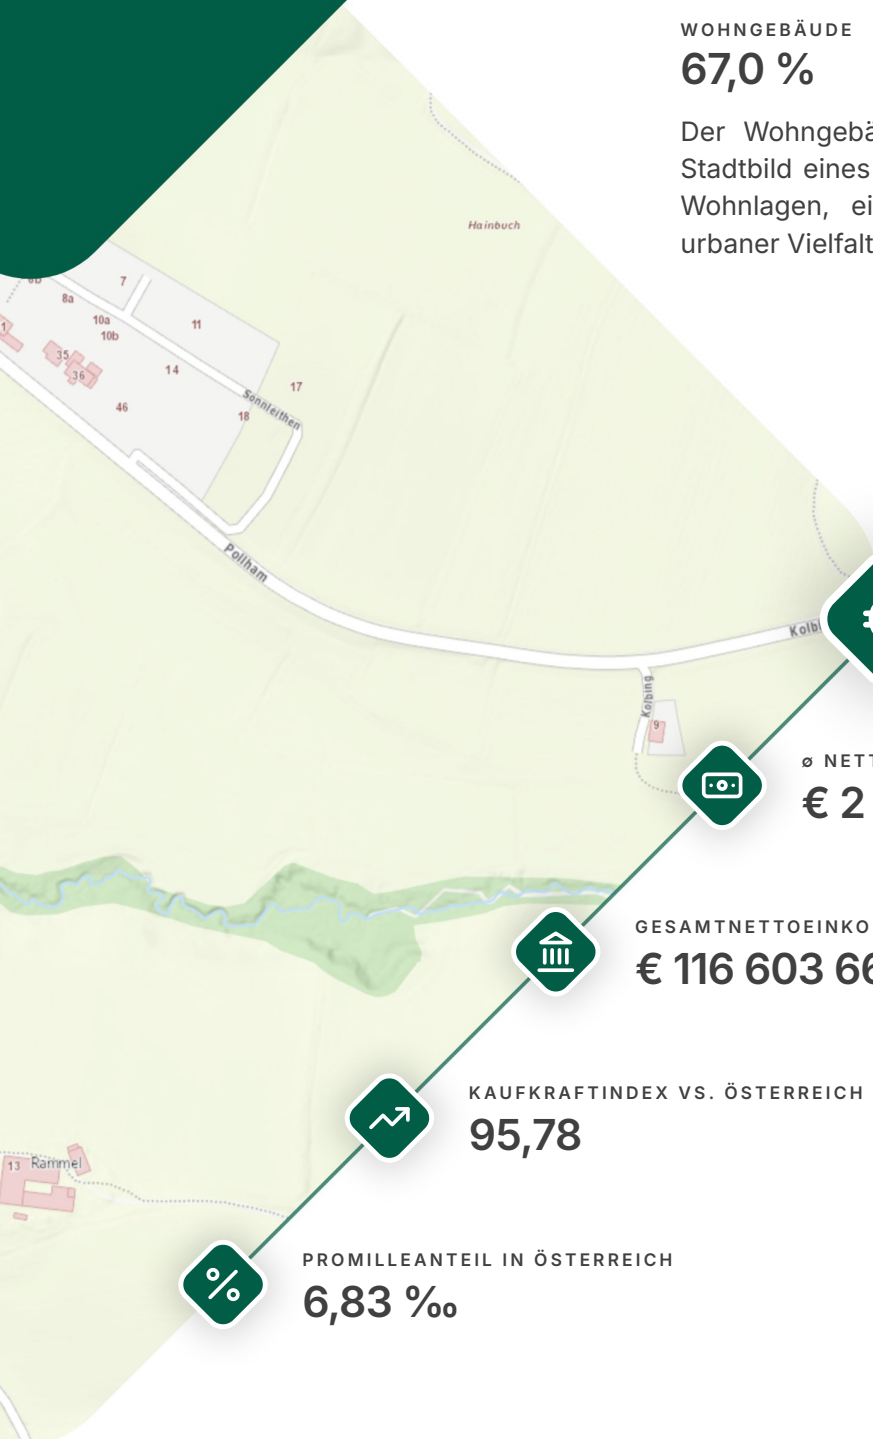 WOHNGEBÄUDE
67,0 %
Der Wohngebä
Stadtbild eines
Wohnlagen, ei
urbaner Vielfalt
Hainbuch
7
8a
10a
10b
11
1
35
36
14
17
46
18
Sonnleithen
Pollham
Kolbi
Kolbing
9
ø NETT
€ 2
GESAMTNETTOEINKO
€ 116 603 66
KAUFKRAFTINDEX VS. ÖSTERREICH
95,78
13 Rammel
PROMILLEANTEIL IN ÖSTERREICH
6,83 ‰